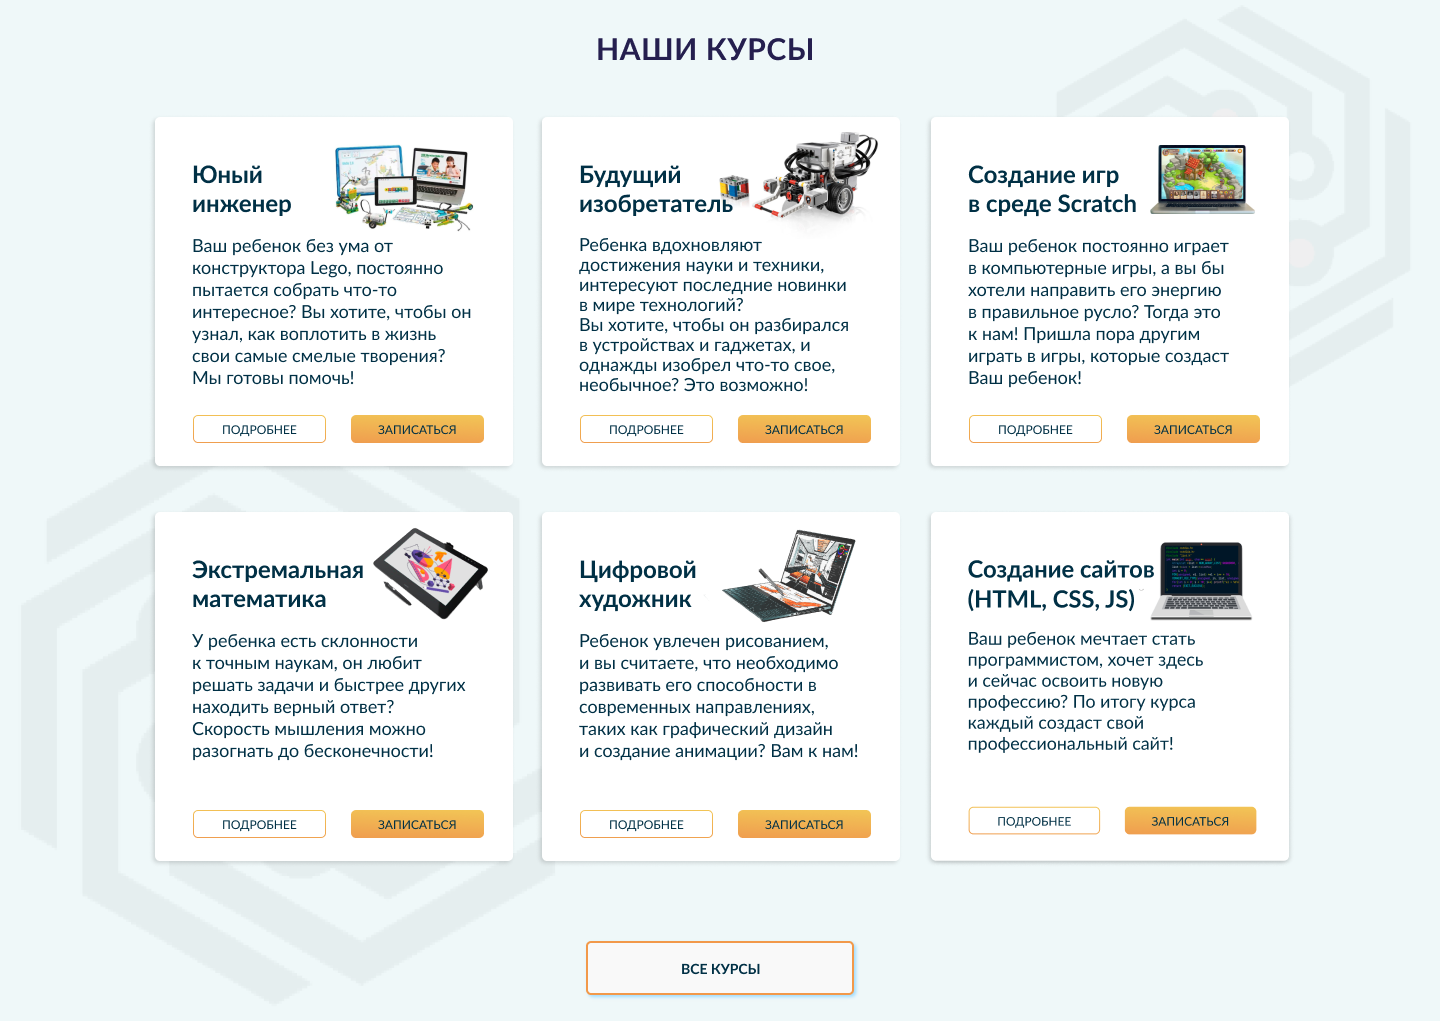 НАШИ КУРСЫ
Юный
инженер
Ваш ребенок без ума от
конструктора Lego, постоянно
пытается собрать что-то
интересное? Вы хотите, чтобы он
узнал, как воплотить в жизнь
свои самые смелые творения?
Мы готовы помочь!
ПОДРОБНЕЕ
ЗАПИСАТЬСЯ
Будущий
изобретатель
Ребенка вдохновляют
достижения науки и техники,
интересуют последние новинки
в мире технологий?
Вы хотите, чтобы он разбирался
в устройствах и гаджетах, и
однажды изобрел что-то свое,
необычное? Это возможно!
ПОДРОБНЕЕ
ЗАПИСАТЬСЯ
Создание игр
в среде Scratch
Ваш ребенок постоянно играет
в компьютерные игры, а вы бы
хотели направить его энергию
в правильное русло? Тогда это
к нам! Пришла пора другим
играть в игры, которые создаст
Ваш ребенок!
ПОДРОБНЕЕ
ЗАПИСАТЬСЯ
Экстремальная
математика
У ребенка есть склонности
к точным наукам, он любит
решать задачи и быстрее других
находить верный ответ?
Скорость мышления можно
разогнать до бесконечности!
ПОДРОБНЕЕ
ЗАПИСАТЬСЯ
Цифровой
художник
Ребенок увлечен рисованием,
и вы считаете, что необходимо
развивать его способности в
современных направлениях,
таких как графический дизайн
и создание анимации? Вам к нам!
ПОДРОБНЕЕ
ЗАПИСАТЬСЯ
Создание сайтов
(HTML, CSS, JS)
Ваш ребенок мечтает стать
программистом, хочет здесь
и сейчас освоить новую
профессию? По итогу курса
каждый создаст свой
профессиональный сайт!
ПОДРОБНЕЕ
ЗАПИСАТЬСЯ
ВСЕ КУРСЫ